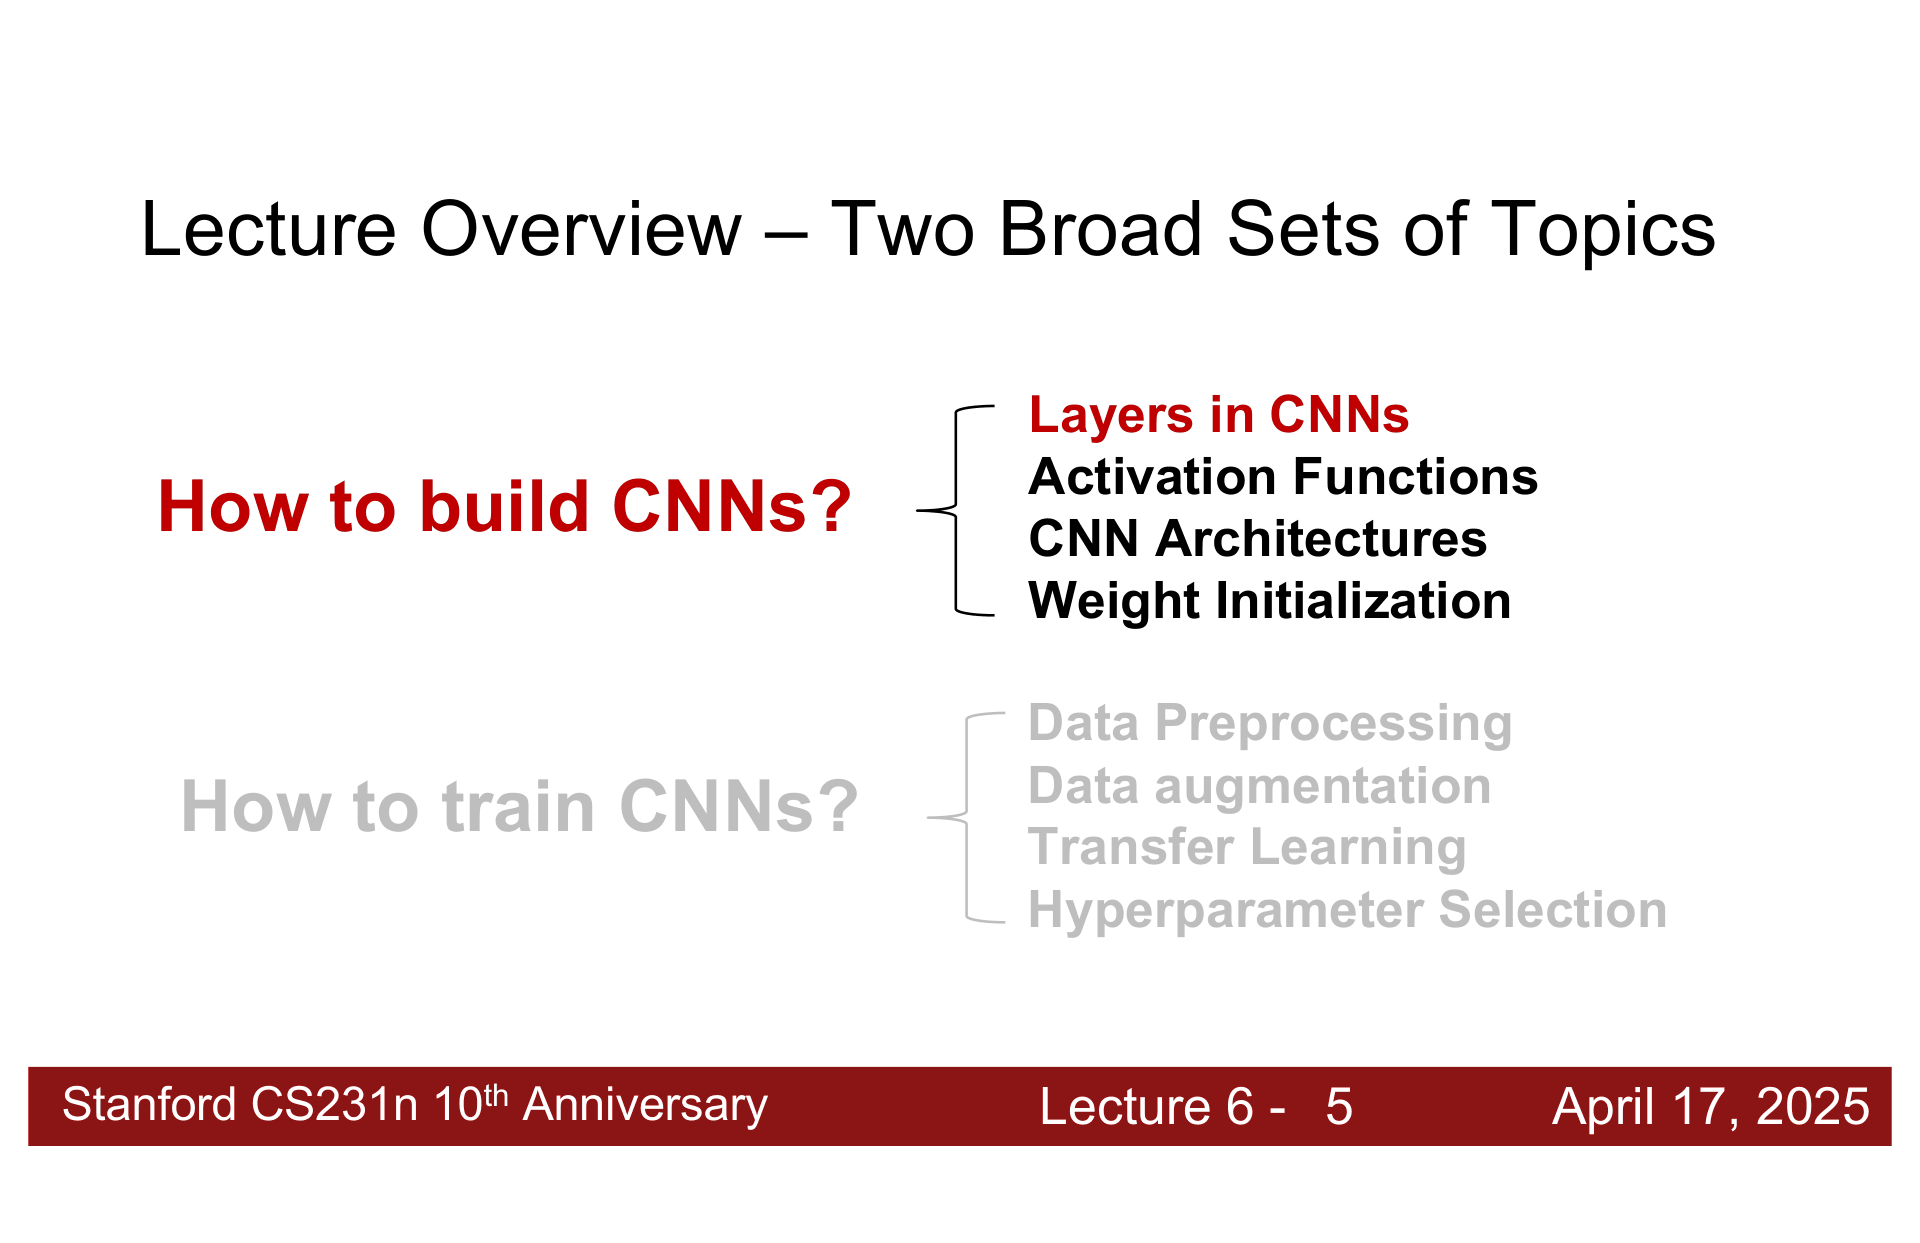 Lecture Overview – Two Broad Sets of Topics
How to build CNNs?
Layers in CNNs
Activation Functions
CNN Architectures
Weight Initialization
How to train CNNs?
Data Preprocessing
Data augmentation
Transfer Learning
Hyperparameter Selection
Stanford CS231n 10th Anniversary
Lecture 6 - 5
April 17, 2025